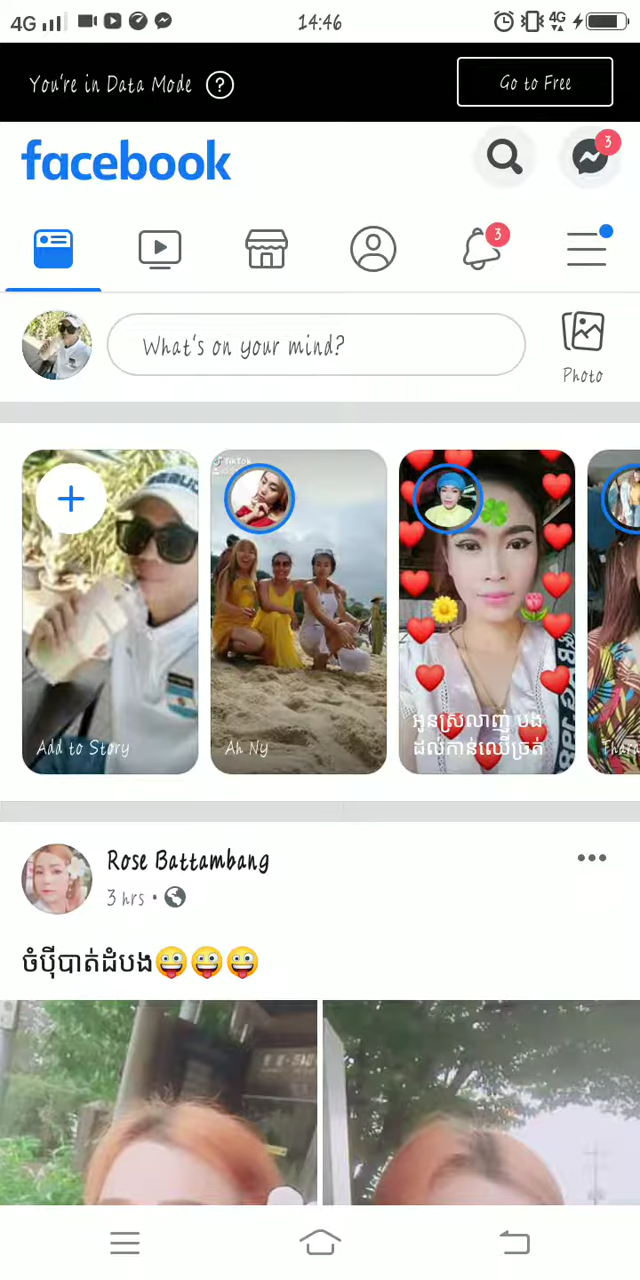 4G 14:46 4G
You're in Data Mode ? Go to Free
facebook 3
3
What's on your mind?
Photo
TikTok
Add to Story
Ah Ny
អូនស្រលាញ់ បង
ដែលកាន់ឈើច្រត់
Rose Battambang
3 hrs
ចំប៉ីបាត់ដំបង🤪🤪🤪